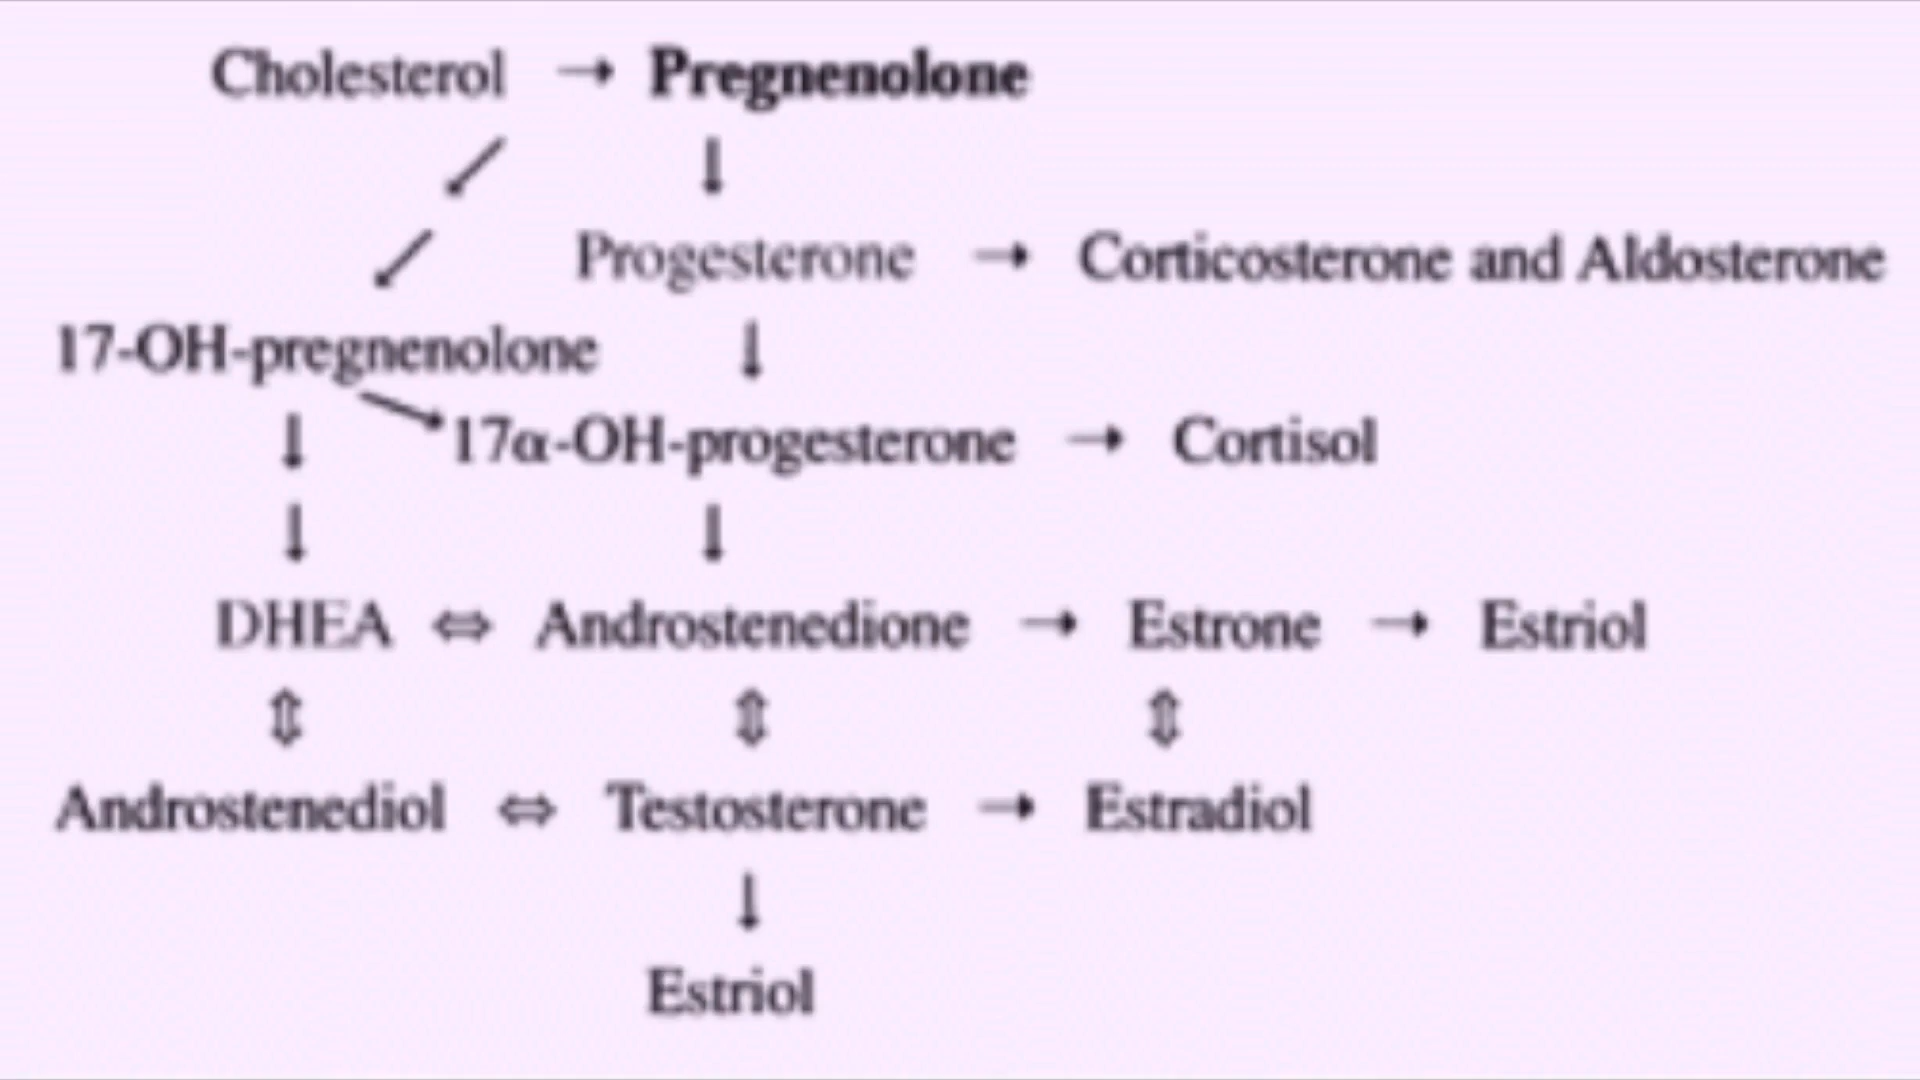 Cholesterol → Pregnenolone
↙ ↓
↙ Progesterone → Corticosterone and Aldosterone
17-OH-pregnenolone ↓
↓ ↘ 17α-OH-progesterone → Cortisol
↓ ↓
DHEA ⇔ Androstenedione → Estrone → Estriol
⇕ ⇕ ⇕
Androstenediol ⇔ Testosterone → Estradiol
↓
Estriol